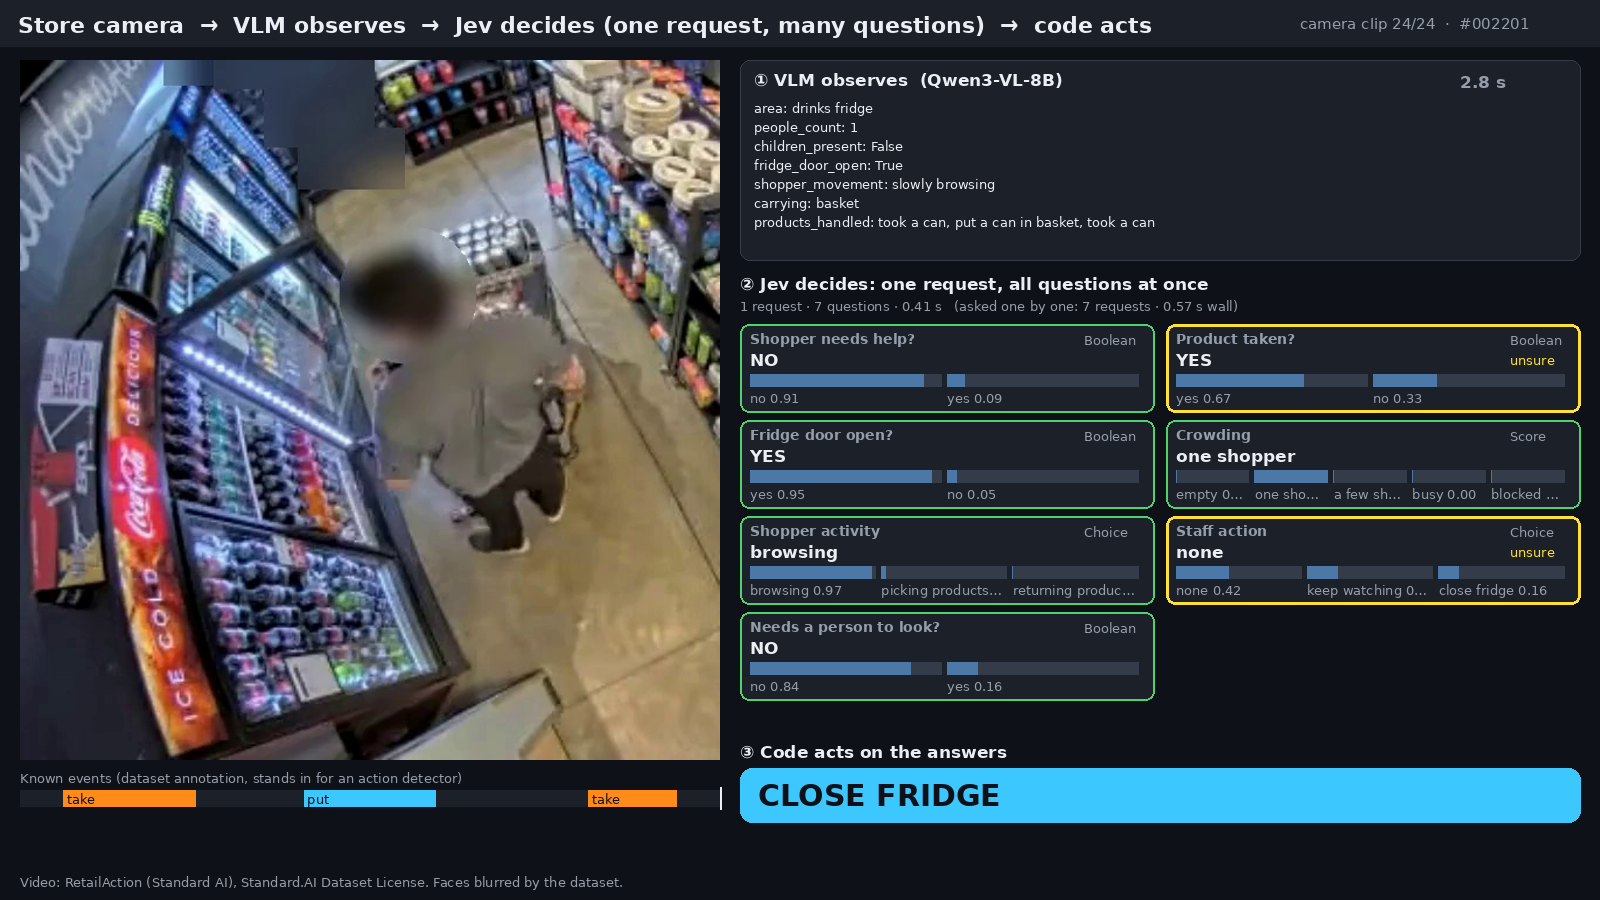 Store camera → VLM observes → Jev decides (one request, many questions) → code acts
camera clip 24/24 · #002201
① VLM observes (Qwen3-VL-8B)
2.8 s
area: drinks fridge
people_count: 1
children_present: False
fridge_door_open: True
shopper_movement: slowly browsing
carrying: basket
products_handled: took a can, put a can in basket, took a can
② Jev decides: one request, all questions at once
1 request · 7 questions · 0.41 s (asked one by one: 7 requests · 0.57 s wall)
Shopper needs help?
Boolean
NO
no 0.91
yes 0.09
Product taken?
Boolean
YES
unsure
yes 0.67
no 0.33
Fridge door open?
Boolean
YES
yes 0.95
no 0.05
Crowding
Score
one shopper
empty 0...
one sho...
a few sh...
busy 0.00
blocked ...
Shopper activity
Choice
browsing
browsing 0.97
picking products...
returning produc...
Staff action
Choice
none
unsure
none 0.42
keep watching 0...
close fridge 0.16
Needs a person to look?
Boolean
NO
no 0.84
yes 0.16
③ Code acts on the answers
CLOSE FRIDGE
DELICIOUS
Coca-Cola
ICE COLD
Known events (dataset annotation, stands in for an action detector)
take
put
take
Video: RetailAction (Standard AI), Standard.AI Dataset License. Faces blurred by the dataset.